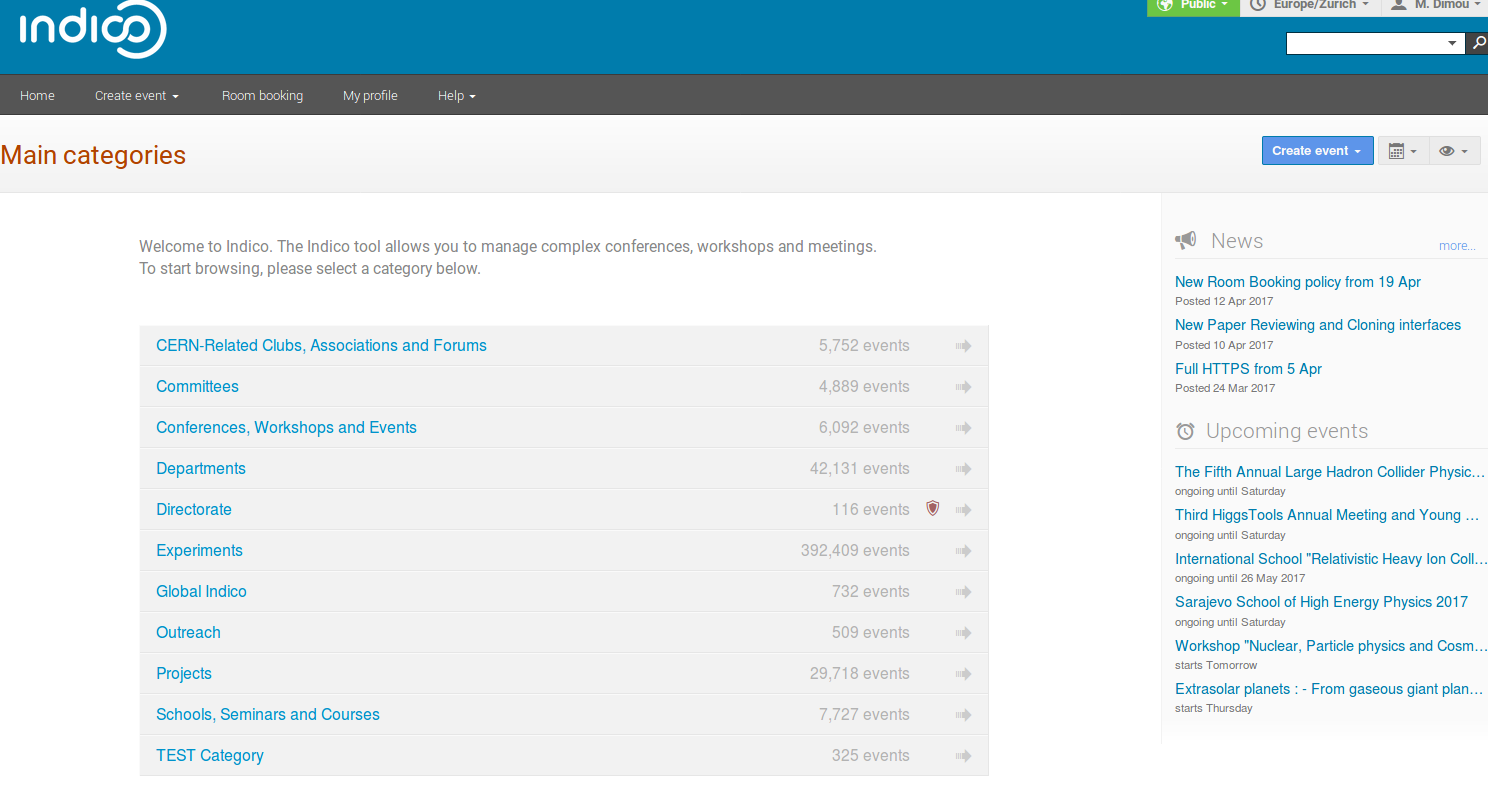 indico
Public
Europe/Zurich
M. Dimou
Home
Create event
Room booking
My profile
Help
Main categories
Create event
Welcome to Indico. The Indico tool allows you to manage complex conferences, workshops and meetings.
To start browsing, please select a category below.
CERN-Related Clubs, Associations and Forums 5,752 events
Committees 4,889 events
Conferences, Workshops and Events 6,092 events
Departments 42,131 events
Directorate 116 events
Experiments 392,409 events
Global Indico 732 events
Outreach 509 events
Projects 29,718 events
Schools, Seminars and Courses 7,727 events
TEST Category 325 events
News more...
New Room Booking policy from 19 Apr
Posted 12 Apr 2017
New Paper Reviewing and Cloning interfaces
Posted 10 Apr 2017
Full HTTPS from 5 Apr
Posted 24 Mar 2017
Upcoming events
The Fifth Annual Large Hadron Collider Physic...
ongoing until Saturday
Third HiggsTools Annual Meeting and Young ...
ongoing until Saturday
International School "Relativistic Heavy Ion Coll...
ongoing until 26 May 2017
Sarajevo School of High Energy Physics 2017
ongoing until Saturday
Workshop "Nuclear, Particle physics and Cosm...
starts Tomorrow
Extrasolar planets : - From gaseous giant plan...
starts Thursday